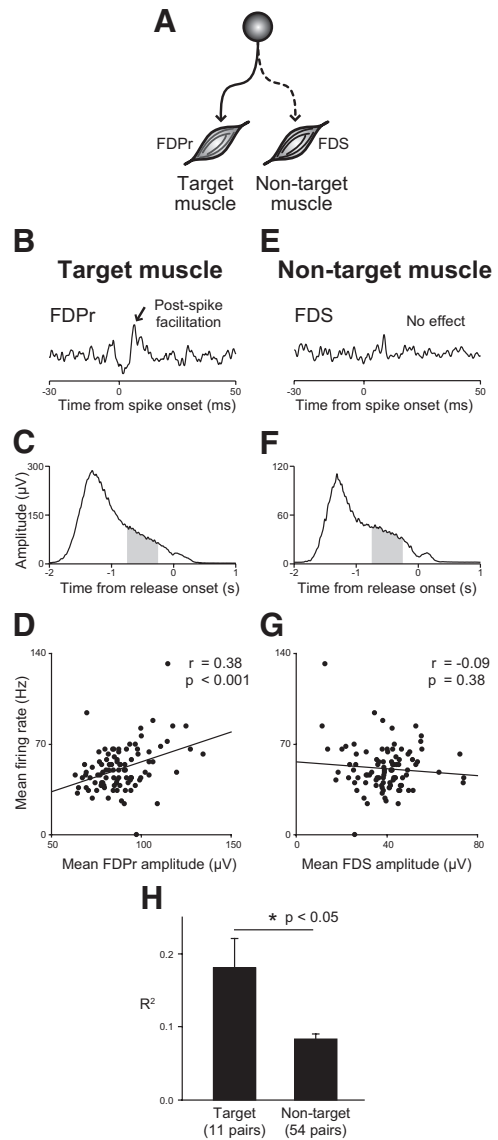 A
FDPr
FDS
Target
muscle
Non-target
muscle
B
Target muscle
FDPr
Post-spike
facilitation
-30
0
50
Time from spike onset (ms)
E
Non-target muscle
FDS
No effect
-30
0
50
Time from spike onset (ms)
C
Amplitude (µV)
300
150
0
-2
-1
0
1
Time from release onset (s)
F
120
60
0
-2
-1
0
1
Time from release onset (s)
D
Mean firing rate (Hz)
140
70
0
r = 0.38
p < 0.001
50
100
150
Mean FDPr amplitude (µV)
G
140
70
0
r = -0.09
p = 0.38
0
40
80
Mean FDS amplitude (µV)
H
* p < 0.05
R²
0.2
0.1
0.0
Target
(11 pairs)
Non-target
(54 pairs)